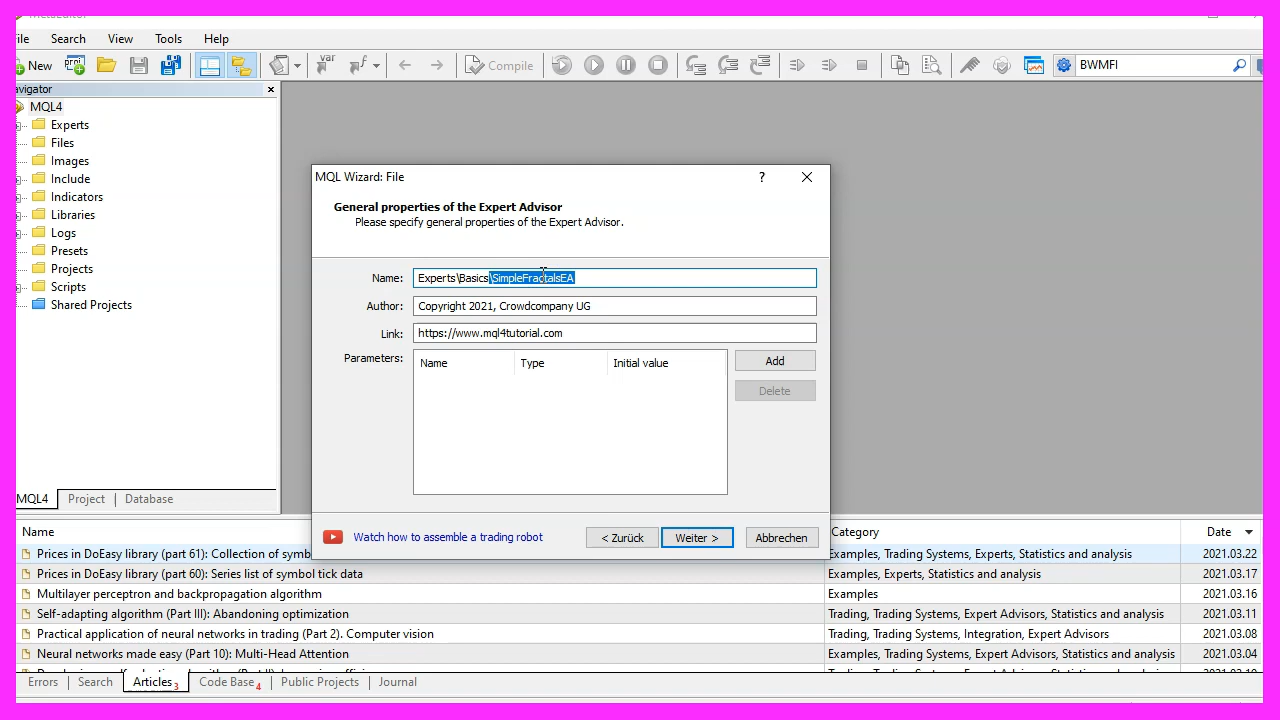 File Search View Tools Help
New Compile BWMFI
avigator
MQL4
Experts
Files
Images
Include
Indicators
Libraries
Logs
Presets
Projects
Scripts
Shared Projects
MQL4 Project Database
MQL Wizard: File ?
General properties of the Expert Advisor
Please specify general properties of the Expert Advisor.
Name: Experts\Basics\SimpleFractalsEA
Author: Copyright 2021, Crowdcompany UG
Link: https://www.mql4tutorial.com
Parameters: Name Type Initial value Add
Delete
Watch how to assemble a trading robot < Zurück Weiter > Abbrechen
Name Category Date
Prices in DoEasy library (part 61): Collection of symb Examples, Trading Systems, Experts, Statistics and analysis 2021.03.22
Prices in DoEasy library (part 60): Series list of symbol tick data Examples, Experts, Statistics and analysis 2021.03.17
Multilayer perceptron and backpropagation algorithm Examples 2021.03.16
Self-adapting algorithm (Part III): Abandoning optimization Trading, Trading Systems, Expert Advisors, Statistics and analysis 2021.03.11
Practical application of neural networks in trading (Part 2). Computer vision Trading, Trading Systems, Integration, Expert Advisors 2021.03.08
Neural networks made easy (Part 10): Multi-Head Attention Trading, Trading Systems, Expert Advisors, Statistics and analysis 2021.03.04
Errors Search Articles 3 Code Base 4 Public Projects Journal